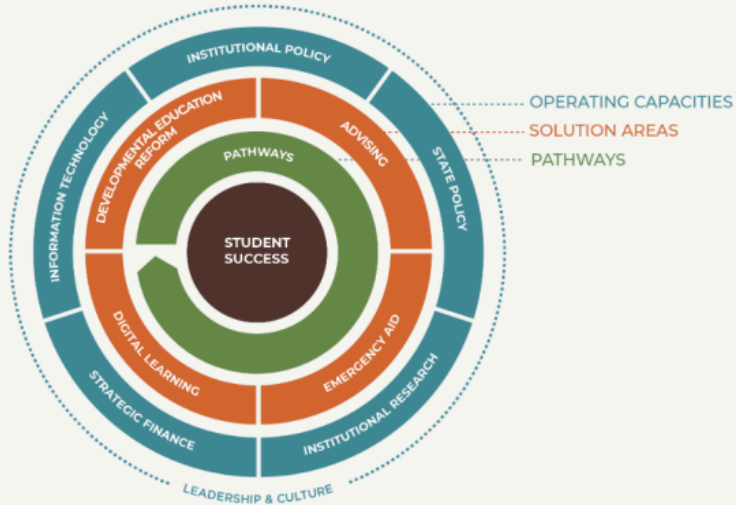 INSTITUTIONAL POLICY
INFORMATION TECHNOLOGY
STATE POLICY
STRATEGIC FINANCE
INSTITUTIONAL RESEARCH
DEVELOPMENTAL EDUCATION
REFORM
ADVISING
DIGITAL LEARNING
EMERGENCY AID
PATHWAYS
STUDENT
SUCCESS
LEADERSHIP & CULTURE
OPERATING CAPACITIES
SOLUTION AREAS
PATHWAYS